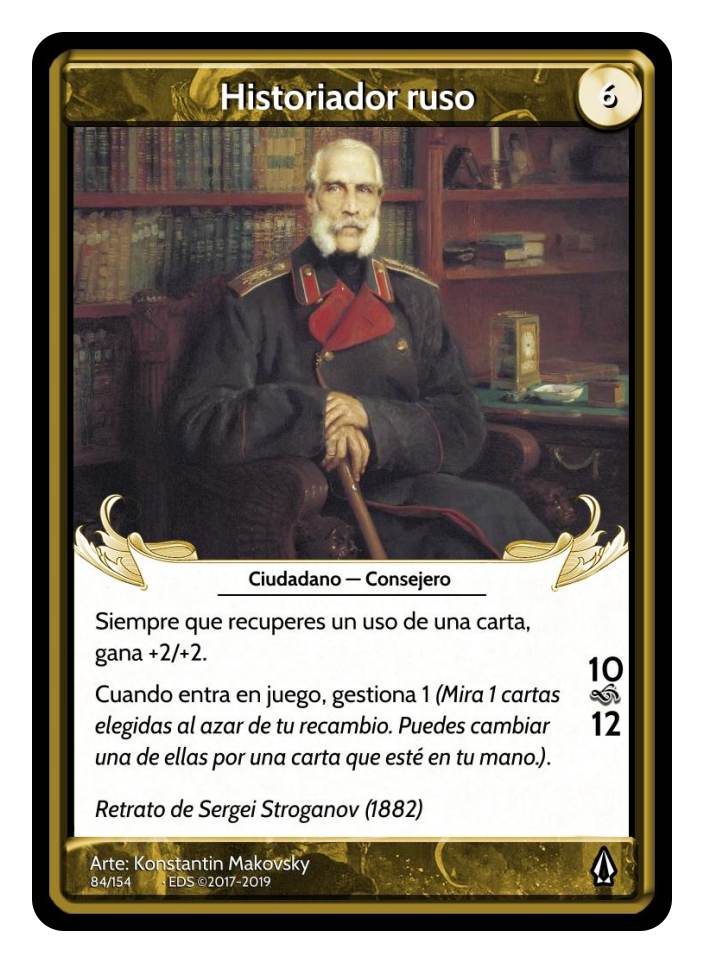 Historiador ruso
6
Ciudadano — Consejero
Siempre que recuperes un uso de una carta,
gana +2/+2.
Cuando entra en juego, gestiona 1 (Mira 1 cartas
elegidas al azar de tu recambio. Puedes cambiar
una de ellas por una carta que esté en tu mano.).
10
12
Retrato de Sergei Stroganov (1882)
Arte: Konstantin Makovsky
84/154 · EDS ©2017-2019